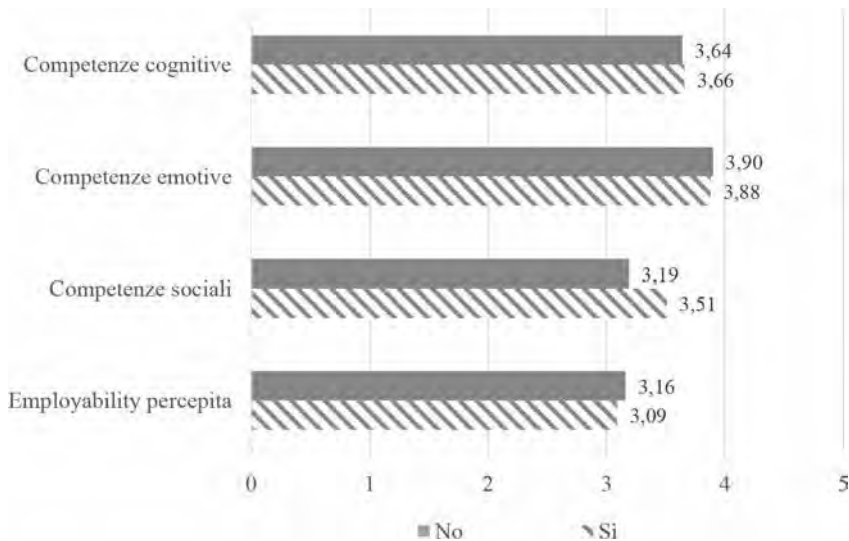 Competenze cognitive
3,64
3,66
Competenze emotive
3,90
3,88
Competenze sociali
3,19
3,51
Employability percepita
3,16
3,09
0 1 2 3 4 5
No Si